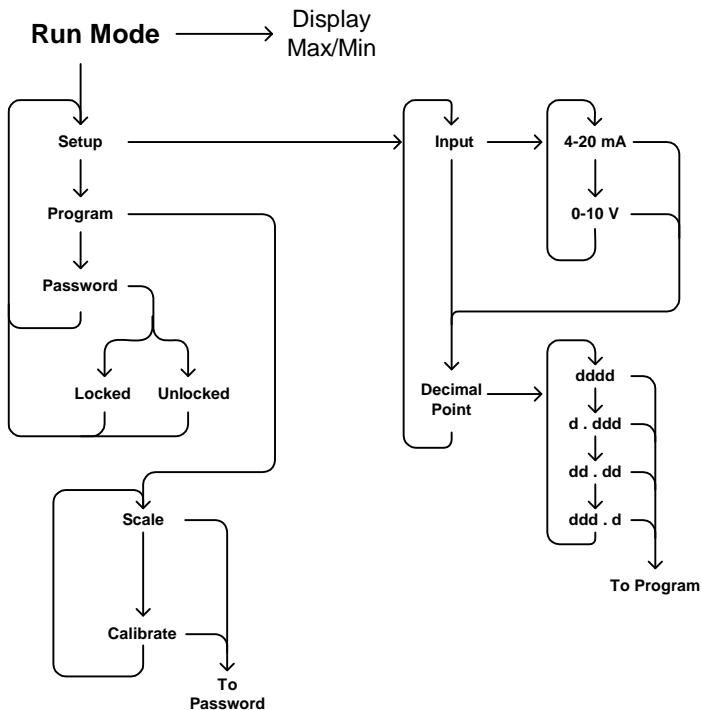 Run Mode
Display
Max/Min
Setup
Input
4-20 mA
Program
0-10 V
Password
Locked
Unlocked
Decimal
Point
dddd
d . ddd
dd . dd
ddd . d
To Program
Scale
Calibrate
To
Password